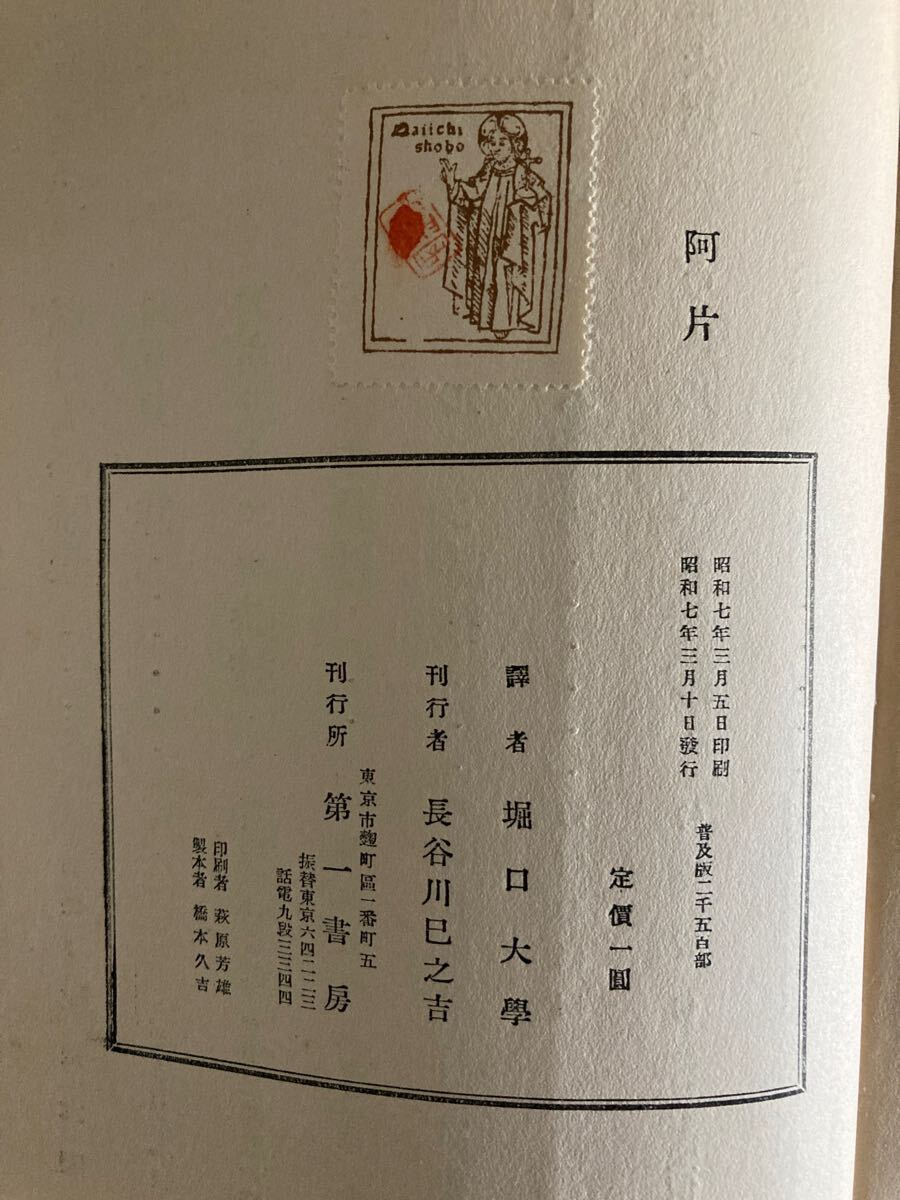 Daiichi
shobo
阿片
昭和七年三月五日印刷
昭和七年三月十日發行
普及版二千五百部
定價一圓
譯者 堀口大學
刊行者 長谷川巳之吉
東京市麴町區一番町五
刊行所 第一書房
振替東京六四二二三
話電九段三三四四
印刷者 萩原芳雄
製本者 橋本久吉